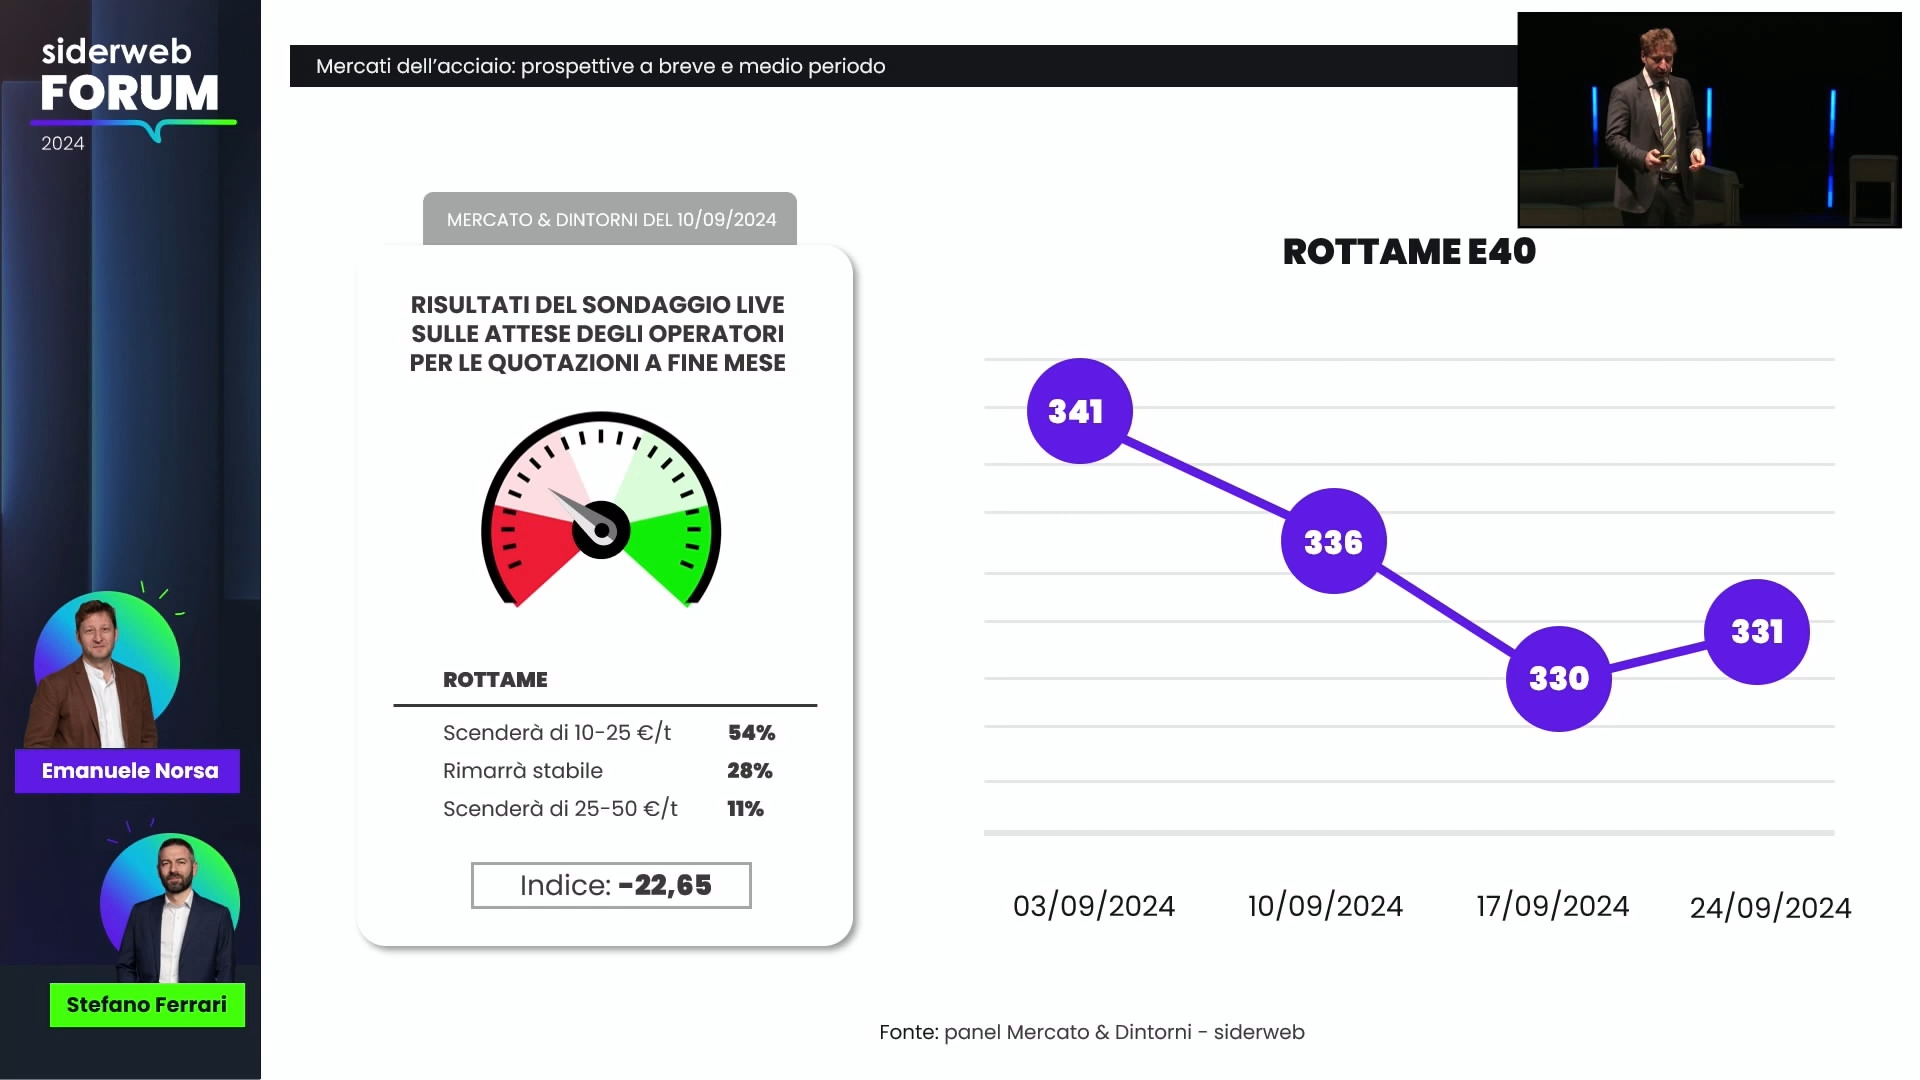 siderweb
FORUM
2024
Mercati dell'acciaio: prospettive a breve e medio periodo
MERCATO & DINTORNI DEL 10/09/2024
RISULTATI DEL SONDAGGIO LIVE
SULLE ATTESE DEGLI OPERATORI
PER LE QUOTAZIONI A FINE MESE
ROTTAME
Scenderà di 10-25 €/t 54%
Rimarrà stabile 28%
Scenderà di 25-50 €/t 11%
Indice: -22,65
ROTTAME E40
341
336
330
331
03/09/2024 10/09/2024 17/09/2024 24/09/2024
Emanuele Norsa
Stefano Ferrari
Fonte: panel Mercato & Dintorni - siderweb